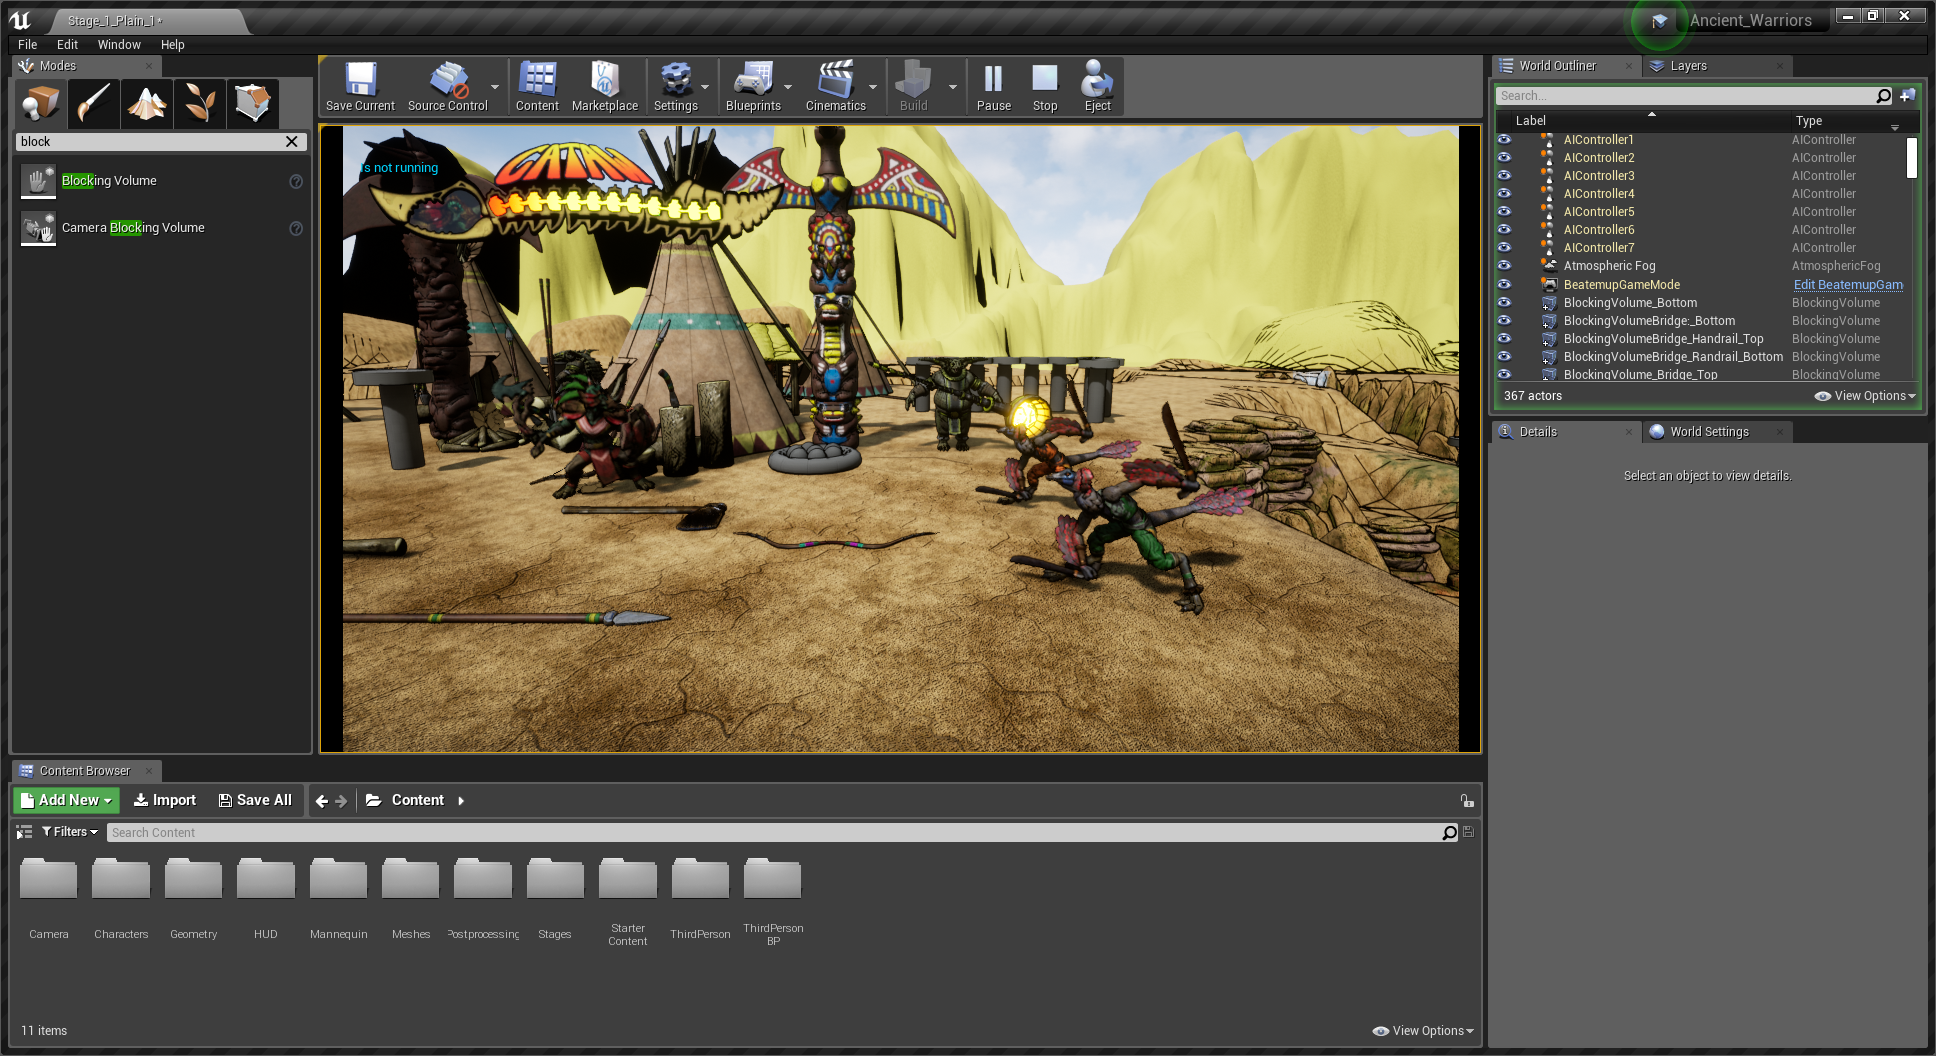 Stage_1_Plain_1*
Ancient_Warriors
File Edit Window Help
Modes
block
Blocking Volume
Camera Blocking Volume
Save Current Source Control Content Marketplace Settings Blueprints Cinematics Build Pause Stop Eject
Is not running
CATAW
World Outliner Layers
Search...
Label Type
AIController1 AIController
AIController2 AIController
AIController3 AIController
AIController4 AIController
AIController5 AIController
AIController6 AIController
AIController7 AIController
Atmospheric Fog AtmosphericFog
BeatemupGameMode Edit BeatemupGam
BlockingVolume_Bottom BlockingVolume
BlockingVolumeBridge:_Bottom BlockingVolume
BlockingVolumeBridge_Handrail_Top BlockingVolume
BlockingVolumeBridge_Randrail_Bottom BlockingVolume
BlockingVolume_Bridge_Top BlockingVolume
367 actors View Options
Details World Settings
Select an object to view details.
Content Browser
Add New Import Save All Content
Filters Search Content
Camera Characters Geometry HUD Mannequin Meshes Postprocessing Stages Starter Content ThirdPerson ThirdPerson BP
11 items View Options